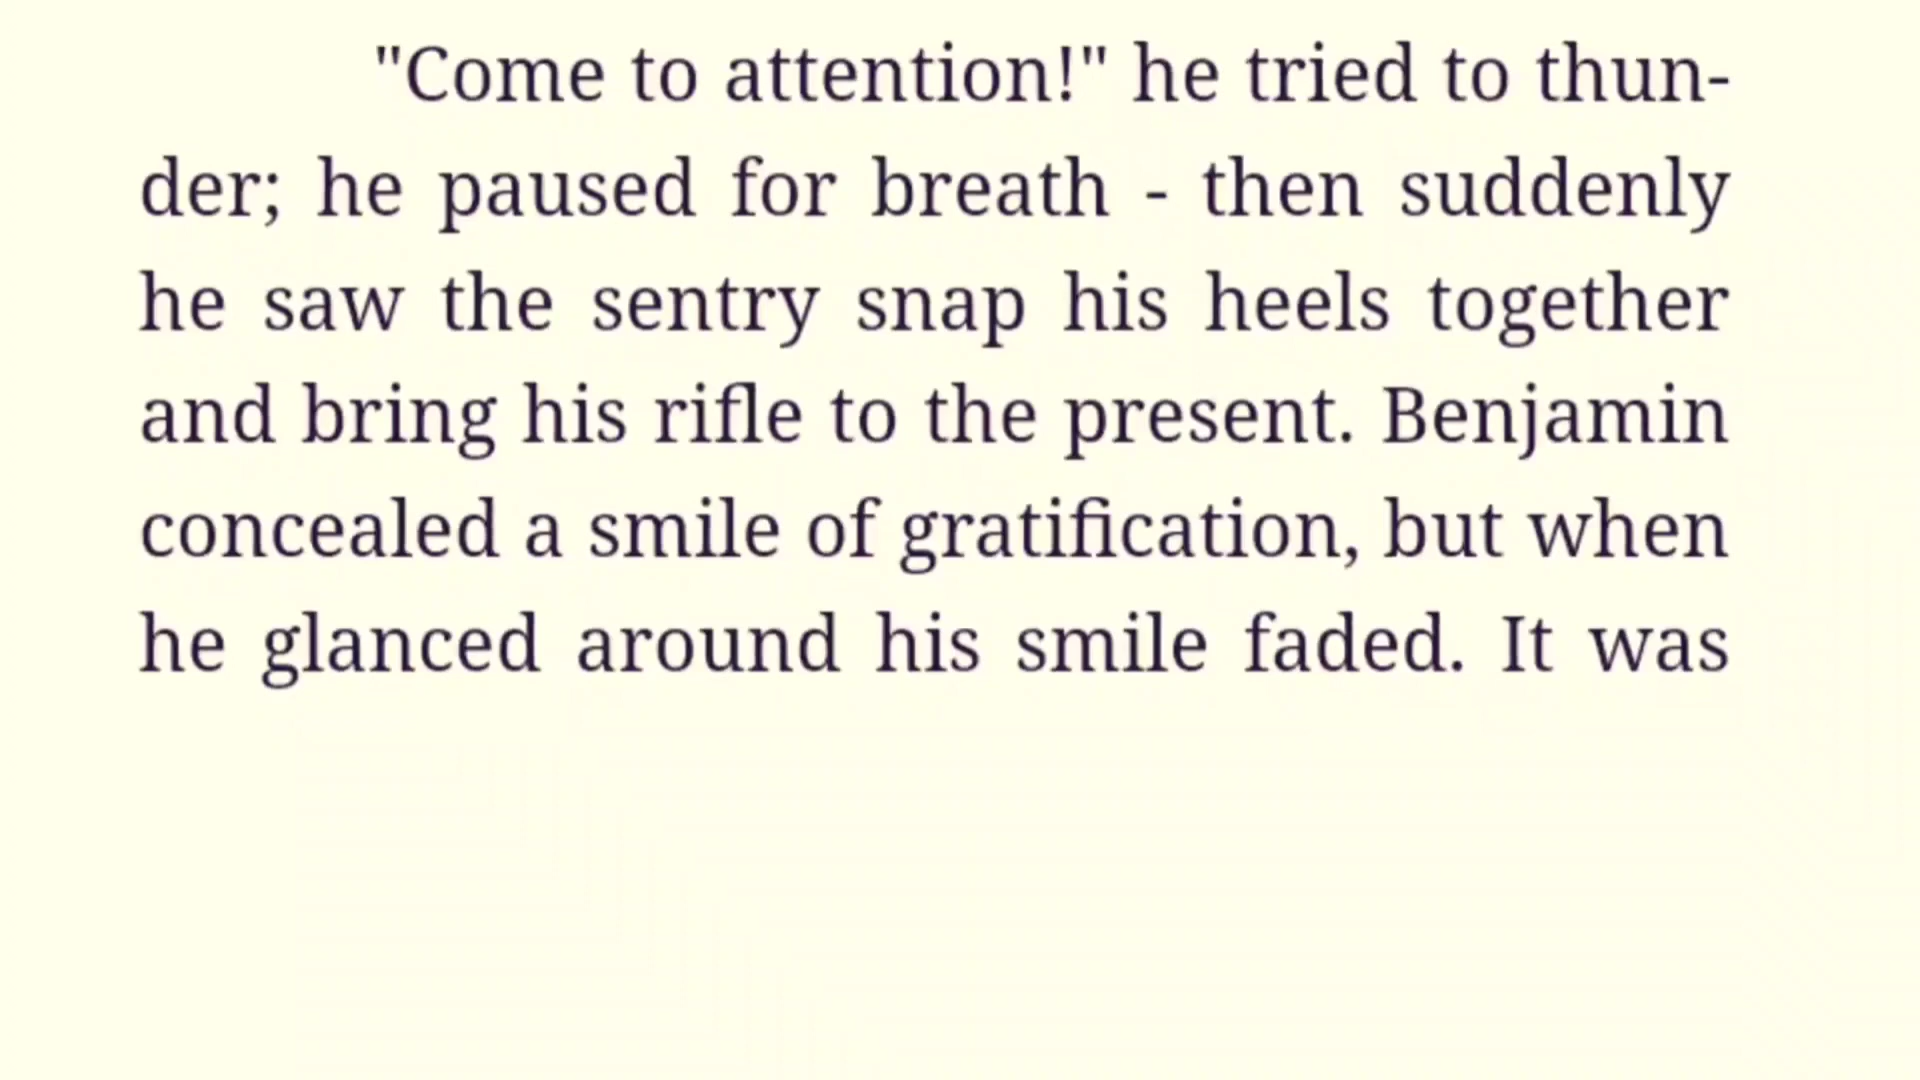 "Come to attention!" he tried to thun-
der; he paused for breath - then suddenly
he saw the sentry snap his heels together
and bring his rifle to the present. Benjamin
concealed a smile of gratification, but when
he glanced around his smile faded. It was